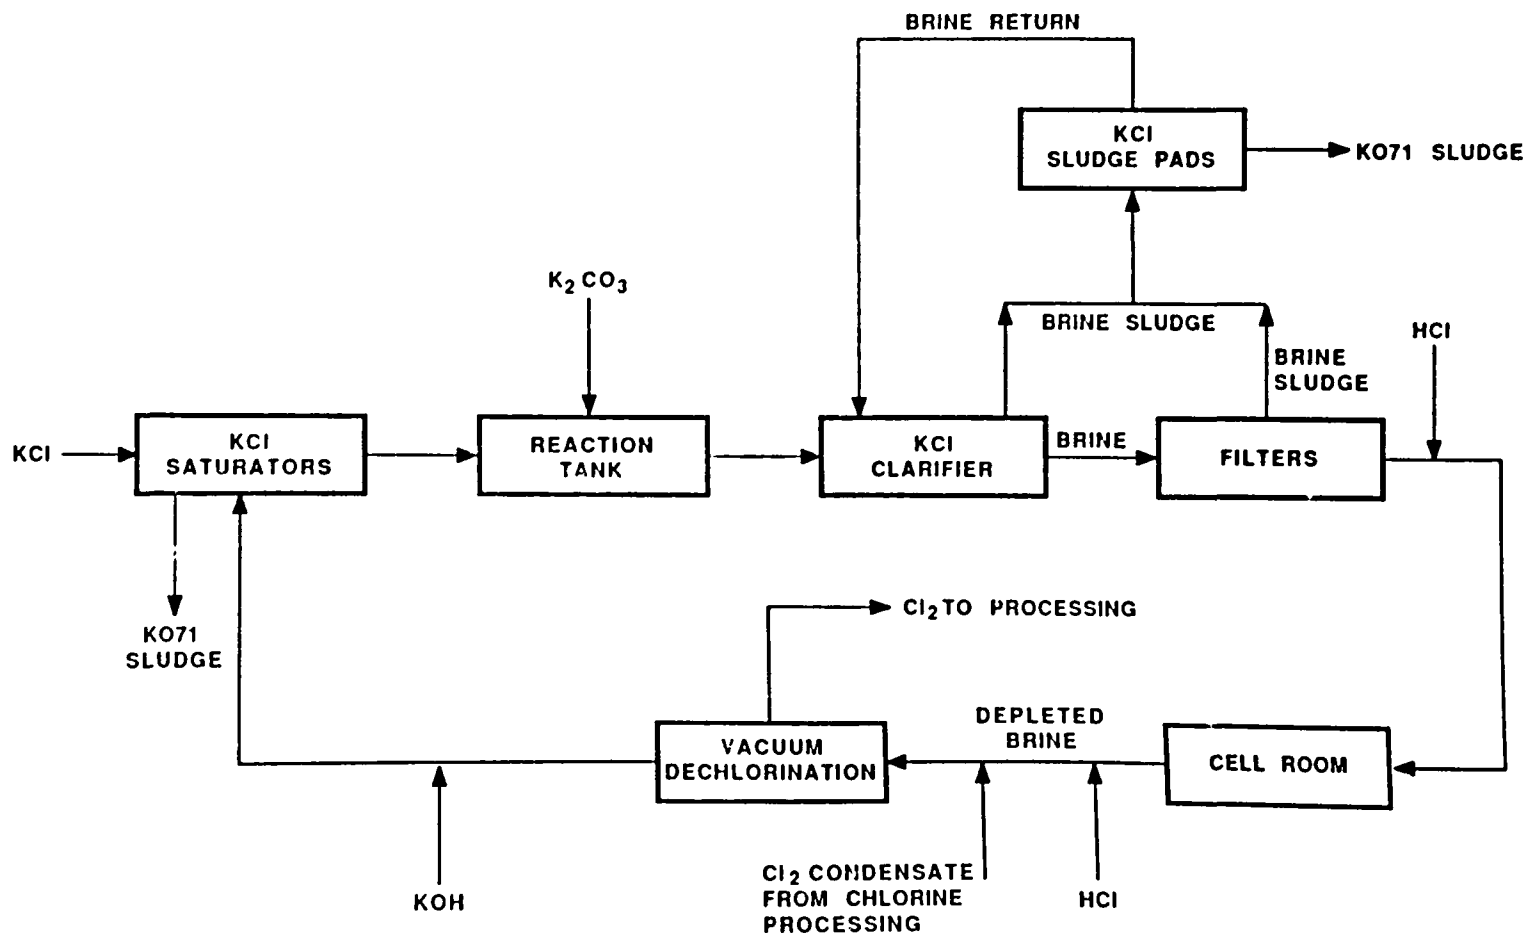 BRINE RETURN
KCl
SLUDGE PADS
KO71 SLUDGE
K2CO3
BRINE SLUDGE
HCl
BRINE
SLUDGE
KCl
KCl
SATURATORS
REACTION
TANK
KCl
CLARIFIER
BRINE
FILTERS
KO71
SLUDGE
Cl2 TO PROCESSING
VACUUM
DECHLORINATION
DEPLETED
BRINE
CELL ROOM
KOH
Cl2 CONDENSATE
FROM CHLORINE
PROCESSING
HCl